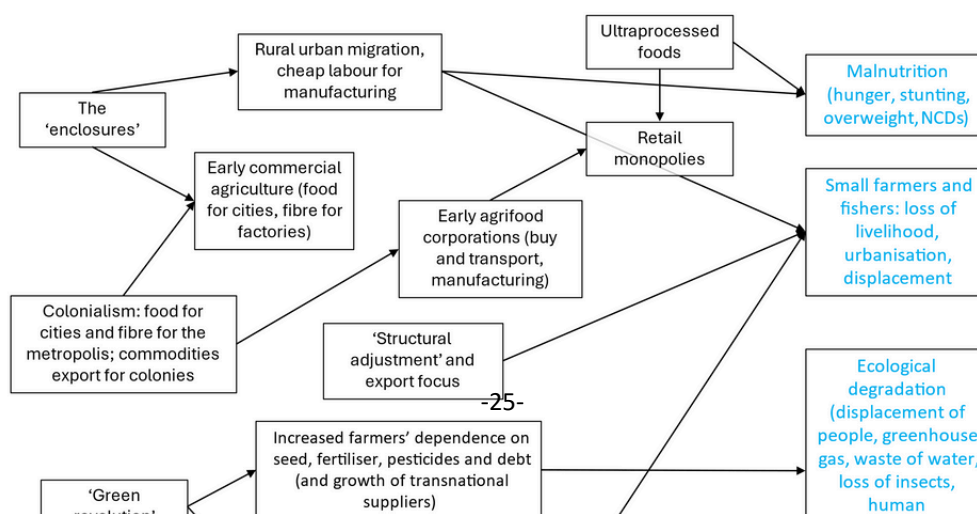 Ultraprocessed
foods
Rural urban migration,
cheap labour for
manufacturing
Malnutrition
(hunger, stunting,
overweight, NCDs)
The
‘enclosures’
Retail
monopolies
Early commercial
agriculture (food
for cities, fibre for
factories)
Small farmers and
fishers: loss of
livelihood,
urbanisation,
displacement
Early agrifood
corporations (buy
and transport,
manufacturing)
Colonialism: food for
cities and fibre for the
metropolis; commodities
export for colonies
‘Structural
adjustment’ and
export focus
-25-
Ecological
degradation
(displacement of
people, greenhouse
gas, waste of water,
loss of insects,
human
Increased farmers’ dependence on
seed, fertiliser, pesticides and debt
(and growth of transnational
suppliers)
‘Green
revolution’